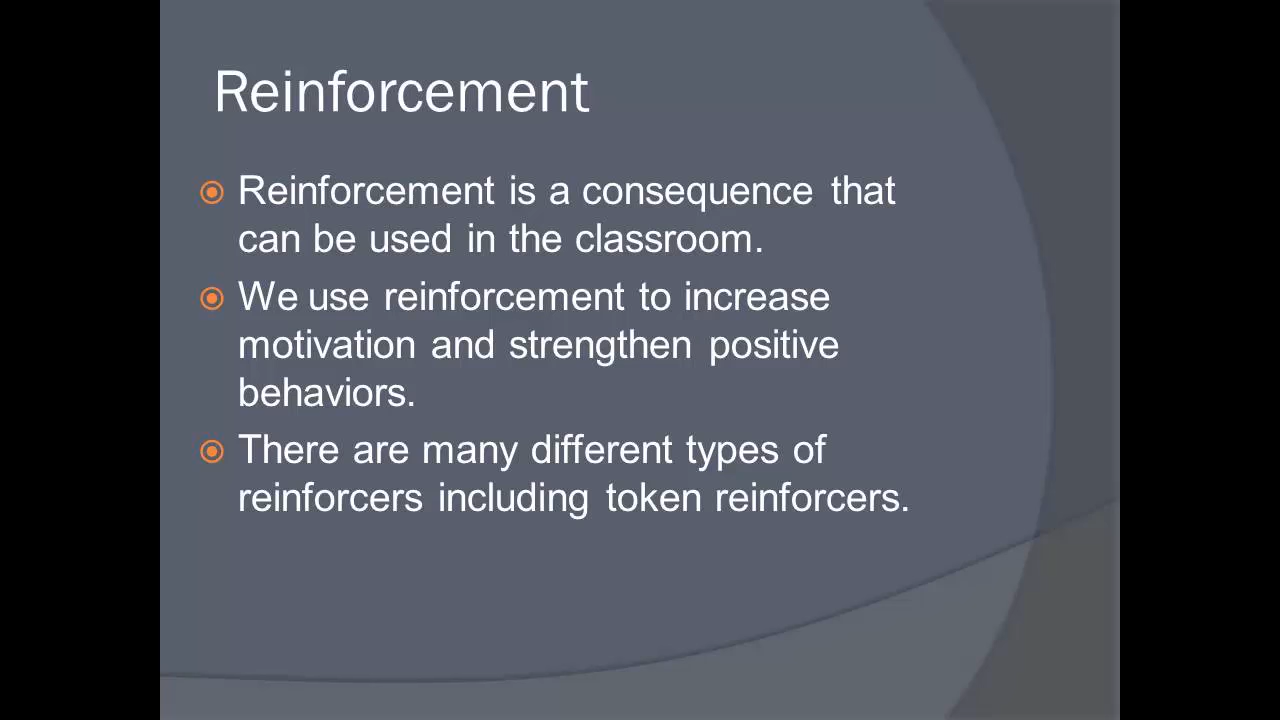 Reinforcement
Reinforcement is a consequence that
can be used in the classroom.
We use reinforcement to increase
motivation and strengthen positive
behaviors.
There are many different types of
reinforcers including token reinforcers.